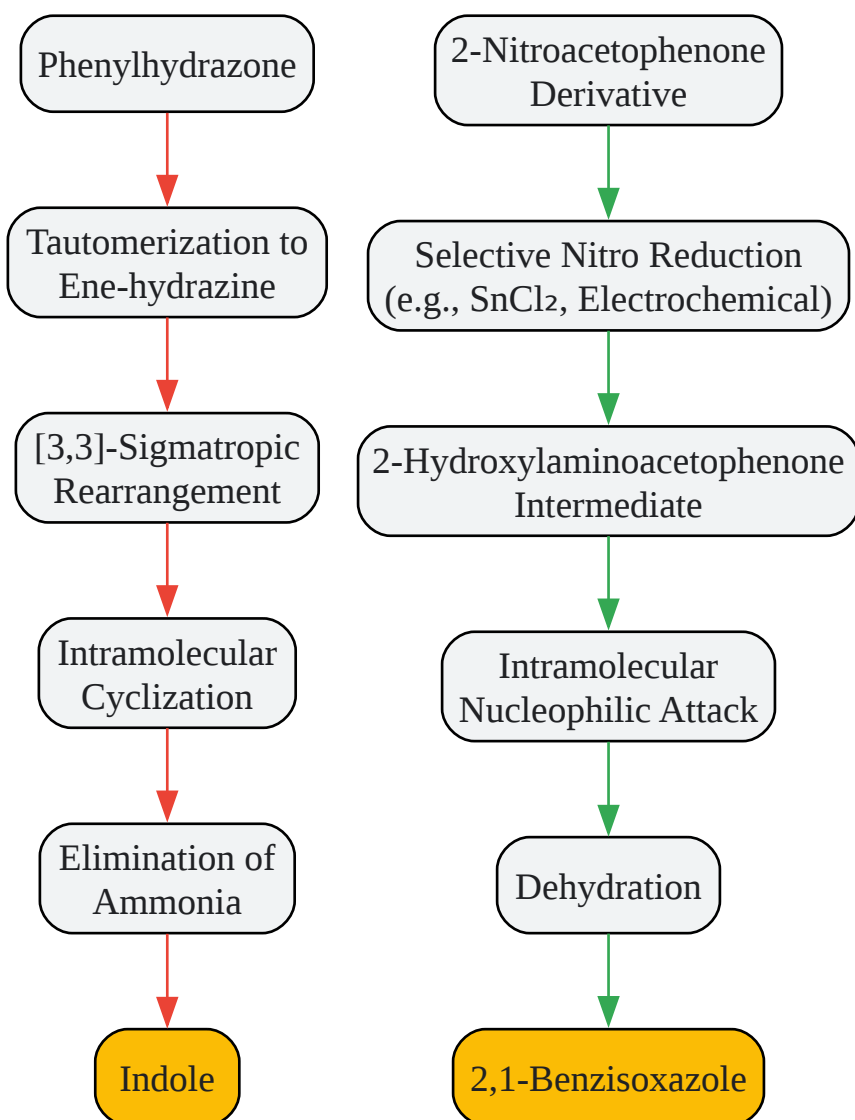 Phenylhydrazone
Tautomerization to
Ene-hydrazine
[3,3]-Sigmatropic
Rearrangement
Intramolecular
Cyclization
Elimination of
Ammonia
Indole
2-Nitroacetophenone
Derivative
Selective Nitro Reduction
(e.g., SnCl₂, Electrochemical)
2-Hydroxylaminoacetophenone
Intermediate
Intramolecular
Nucleophilic Attack
Dehydration
2,1-Benzisoxazole